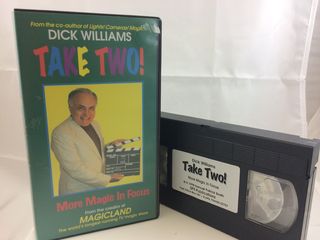 From the co-author of Lights! Camera! Magic!
DICK WILLIAMS
TAKE TWO!
More Magic In Focus
from the creator of
MAGICLAND
The world's longest running TV Magic Show
Dick Williams
Take Two!
More Magic in Focus